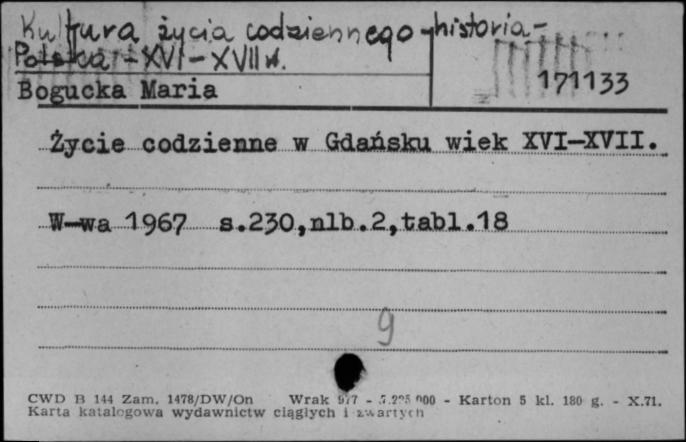 Kultura życia codziennego - historia -
Polska - XVI - XVII w.
Bogucka Maria
171133
Życie codzienne w Gdańsku wiek XVI-XVII.
W-wa 1967 s.230,nlb.2,tabl.18
9
CWD B 144 Zam. 1478/DW/On Wrak 977 - 000 - Karton 5 kl. 180 g. - X.71.
Karta katalogowa wydawnictw ciągłych i zwartych